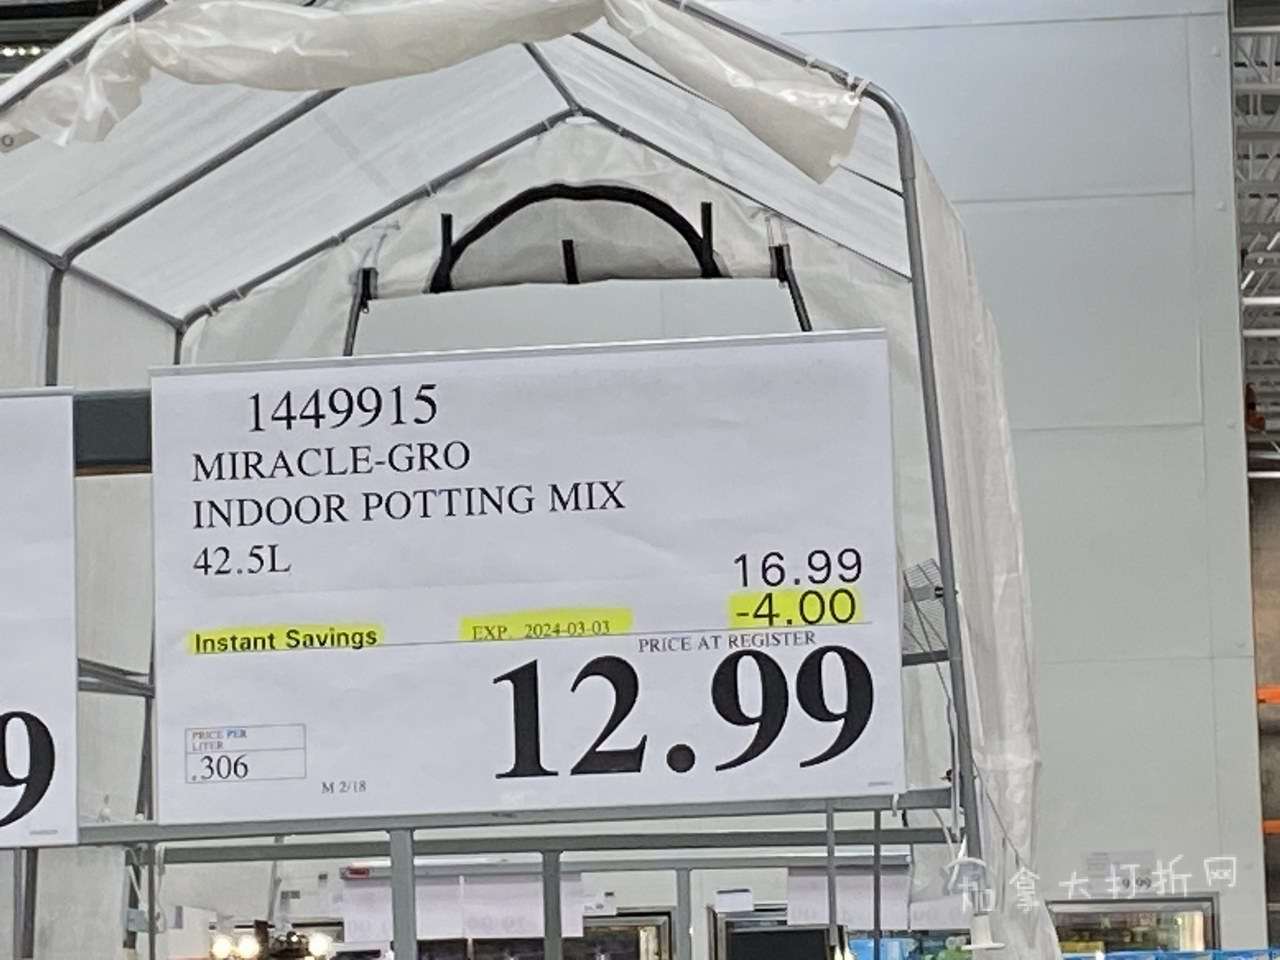 1449915
MIRACLE-GRO
INDOOR POTTING MIX
42.5L
16.99
-4.00
Instant Savings
EXP. 2024-03-03
PRICE AT REGISTER
12.99
PRICE PER
LITER
.306
M 2/18
9
加拿大打折网